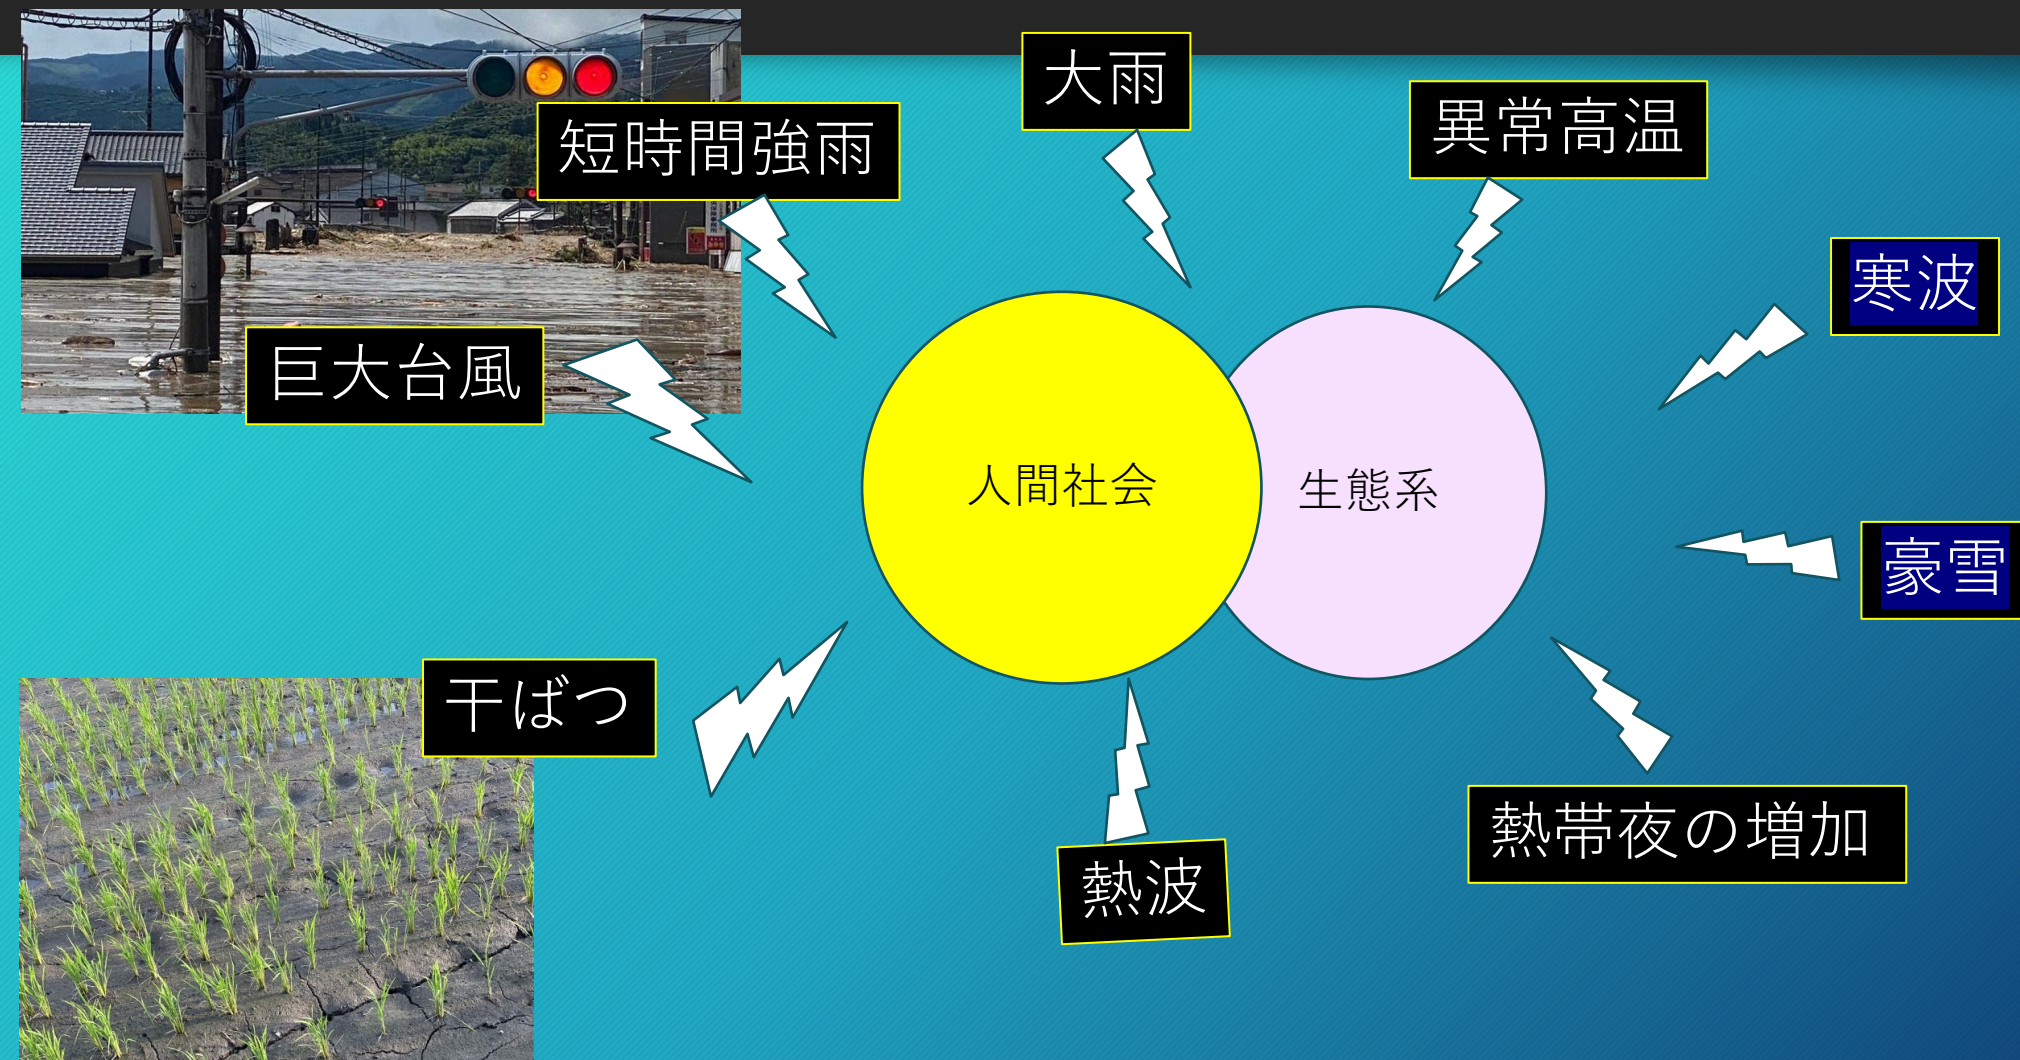 大雨
異常高温
短時間強雨
寒波
巨大台風
人間社会
生態系
豪雪
干ばつ
熱帯夜の増加
熱波